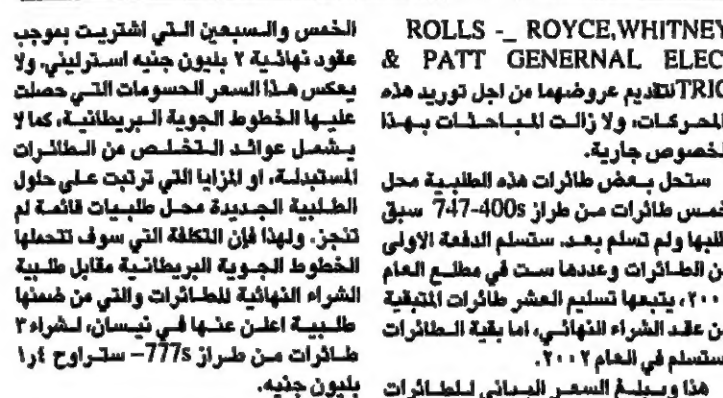 ROLLS -_ ROYCE,WHITNEY
& PATT GENERNAL ELEC
TRIC لتقديم عروضهما من اجل توريد هذه
المحركات، ولا زالت المباحثات بهذا
لخصوص جارية.
ستحل بعض طائرات هذه الطلبية محل
خمس طائرات من طراز 747-400s سبق
طلبها ولم تسلم بعد. ستسلم الدفعة الاولى
ن الطائرات وعددها ست في مطلع العام
٢٠٠٠، يتبعها تسليم العشر طائرات المتبقية
ن عقد الشراء النهائي، اما بقية الطائرات
ستسلم في العام ٢٠٠٢.
هذا ويبلغ السعر البياني للطائرات
الخمس والسبعين التي اشتريت بموجب
عقود نهائية ٢ بليون جنيه استرليني. ولا
يعكس هذا السعر الحسومات التي حصلت
عليها الخطوط الجوية البريطانية، كما لا
يشمل عوائد التخلص من الطائرات
المستبدلة، او المزايا التي ترتبت على حلول
الطلبية الجديدة محل طلبيات قائمة لم
تنجز. ولهذا فإن التكلفة التي سوف تتحملها
الخطوط الجوية البريطانية مقابل طلبية
الشراء النهائية للطائرات والتي من ضمنها
طلبية اعلن عنها في نيسان، لشراء ٣
طائرات من طراز 777s– ستراوح ١ر٤
بليون جنيه.